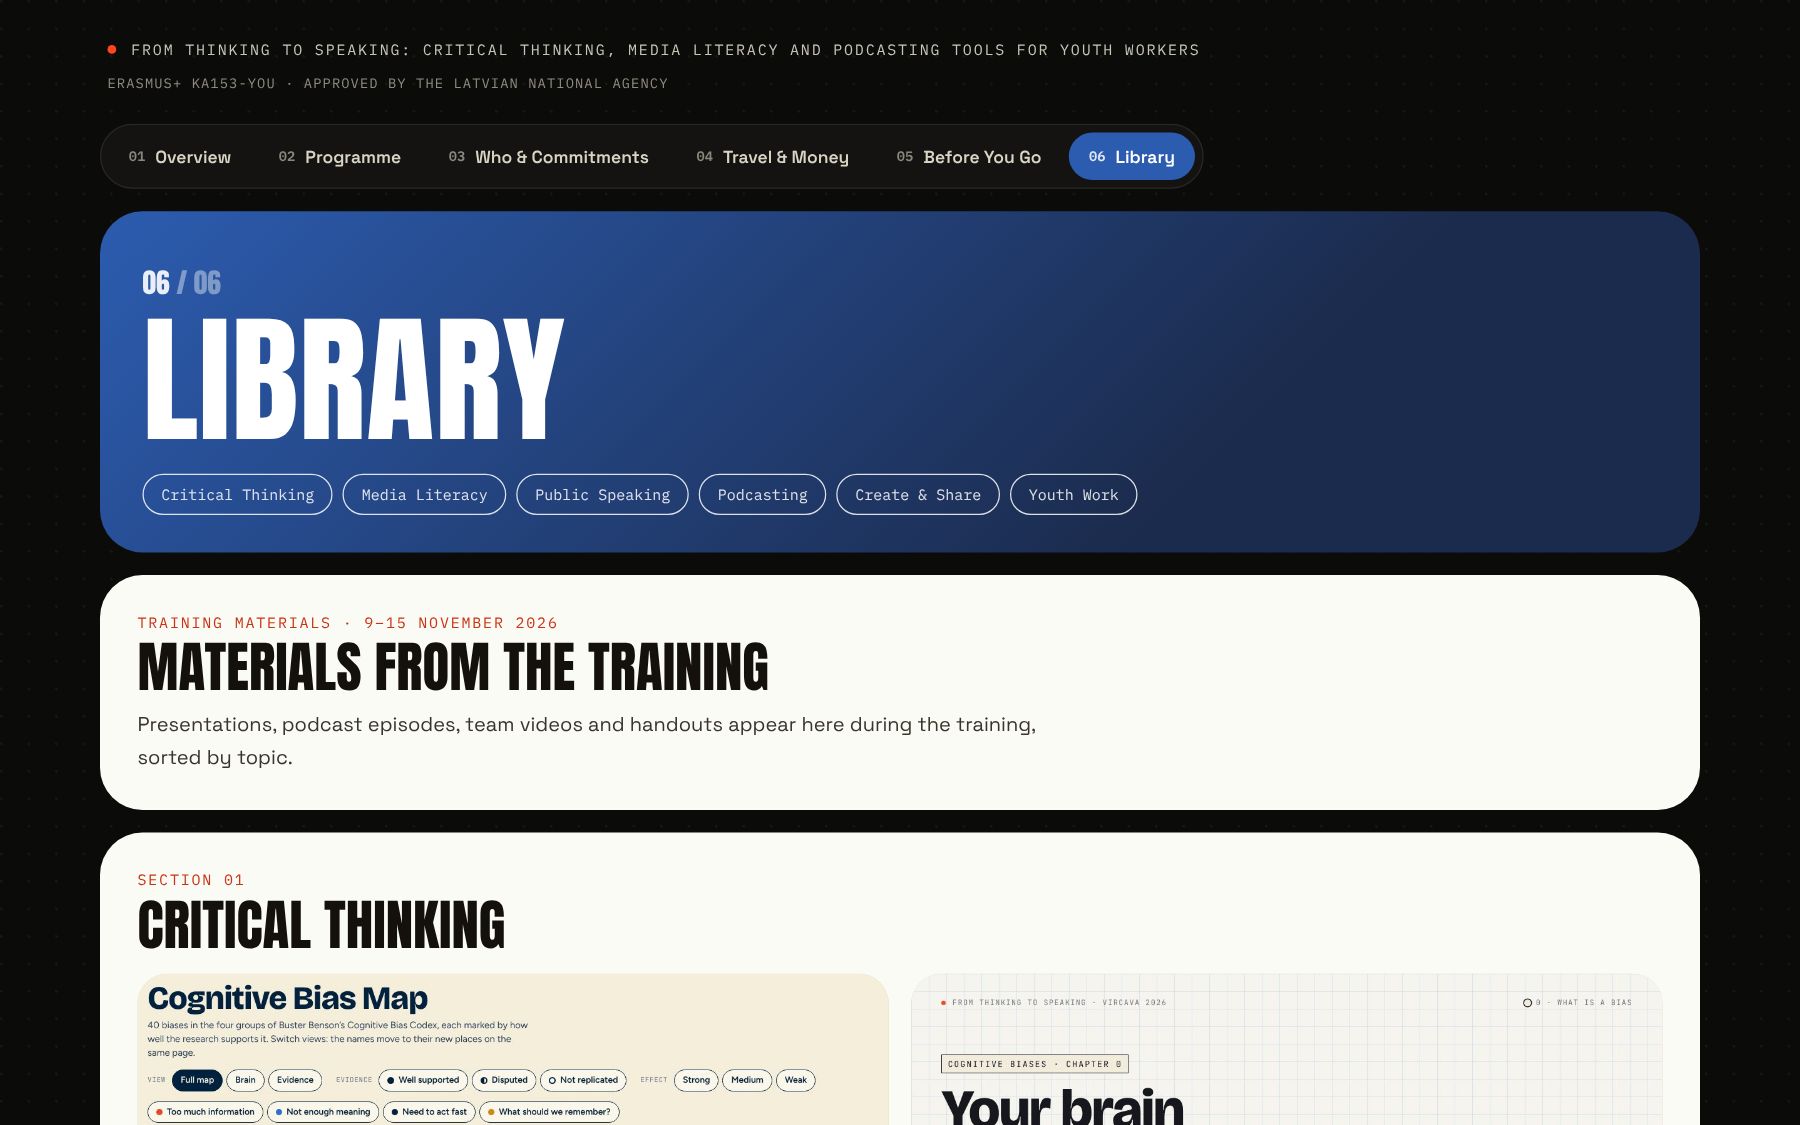 FROM THINKING TO SPEAKING: CRITICAL THINKING, MEDIA LITERACY AND PODCASTING TOOLS FOR YOUTH WORKERS
ERASMUS+ KA153-YOU · APPROVED BY THE LATVIAN NATIONAL AGENCY
01 Overview 02 Programme 03 Who & Commitments 04 Travel & Money 05 Before You Go 06 Library
06 / 06
LIBRARY
Critical Thinking Media Literacy Public Speaking Podcasting Create & Share Youth Work
TRAINING MATERIALS · 9–15 NOVEMBER 2026
MATERIALS FROM THE TRAINING
Presentations, podcast episodes, team videos and handouts appear here during the training,
sorted by topic.
SECTION 01
CRITICAL THINKING
Cognitive Bias Map
40 biases in the four groups of Buster Benson's Cognitive Bias Codex, each marked by how
well the research supports it. Switch views: the names move to their new places on the
same page.
VIEW Full map Brain Evidence EVIDENCE Well supported Disputed Not replicated EFFECT Strong Medium Weak
Too much information Not enough meaning Need to act fast What should we remember?
FROM THINKING TO SPEAKING · VIRCAVA 2026
0 · WHAT IS A BIAS
COGNITIVE BIASES · CHAPTER 0
Your brain